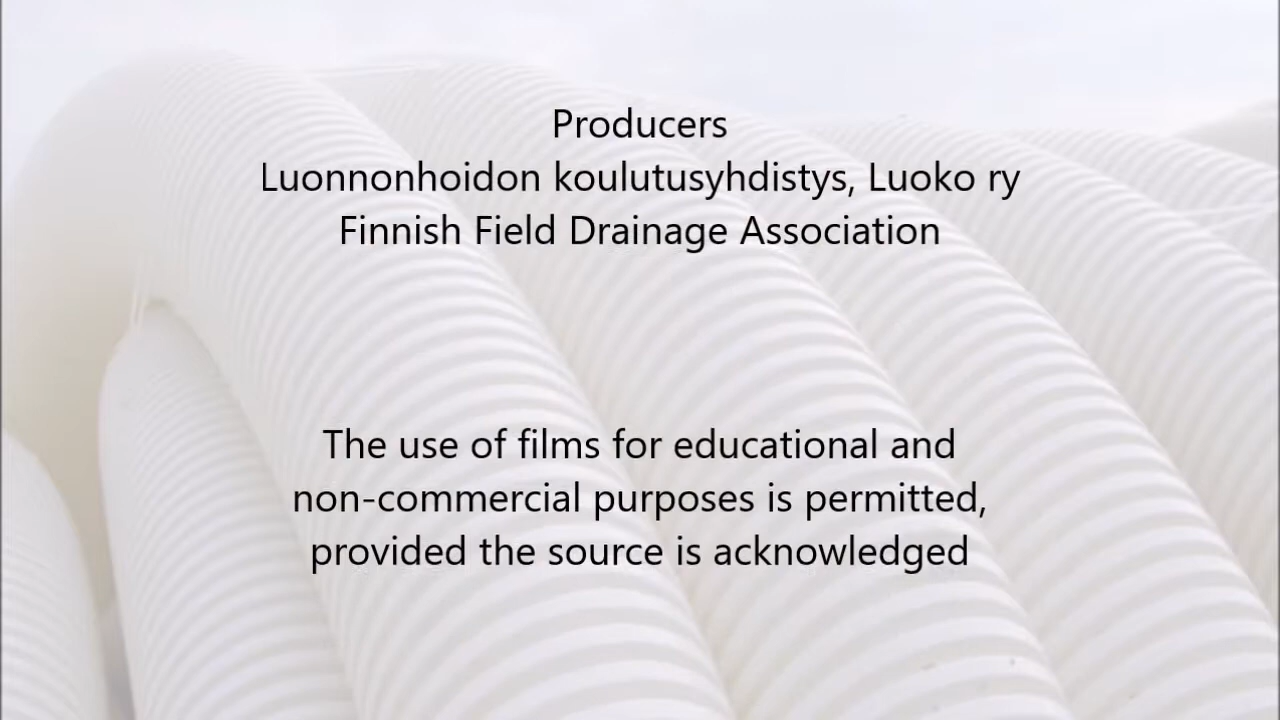 Producers
Luonnonhoidon koulutusyhdistys, Luoko ry
Finnish Field Drainage Association
The use of films for educational and
non-commercial purposes is permitted,
provided the source is acknowledged